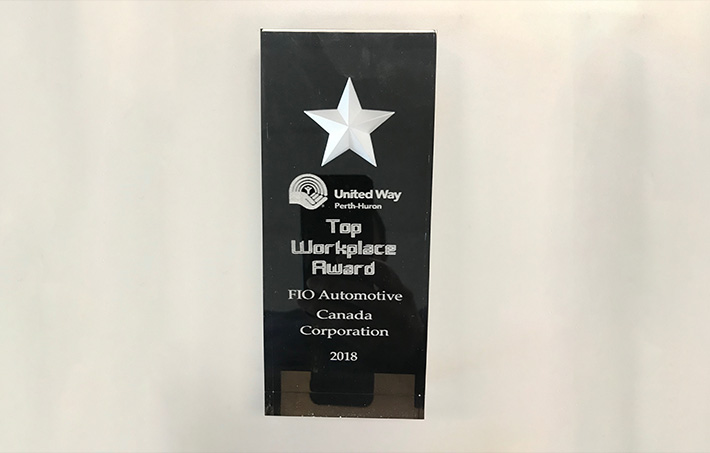 United Way
Perth-Huron
Top
Workplace
Award
FIO Automotive
Canada
Corporation
2018